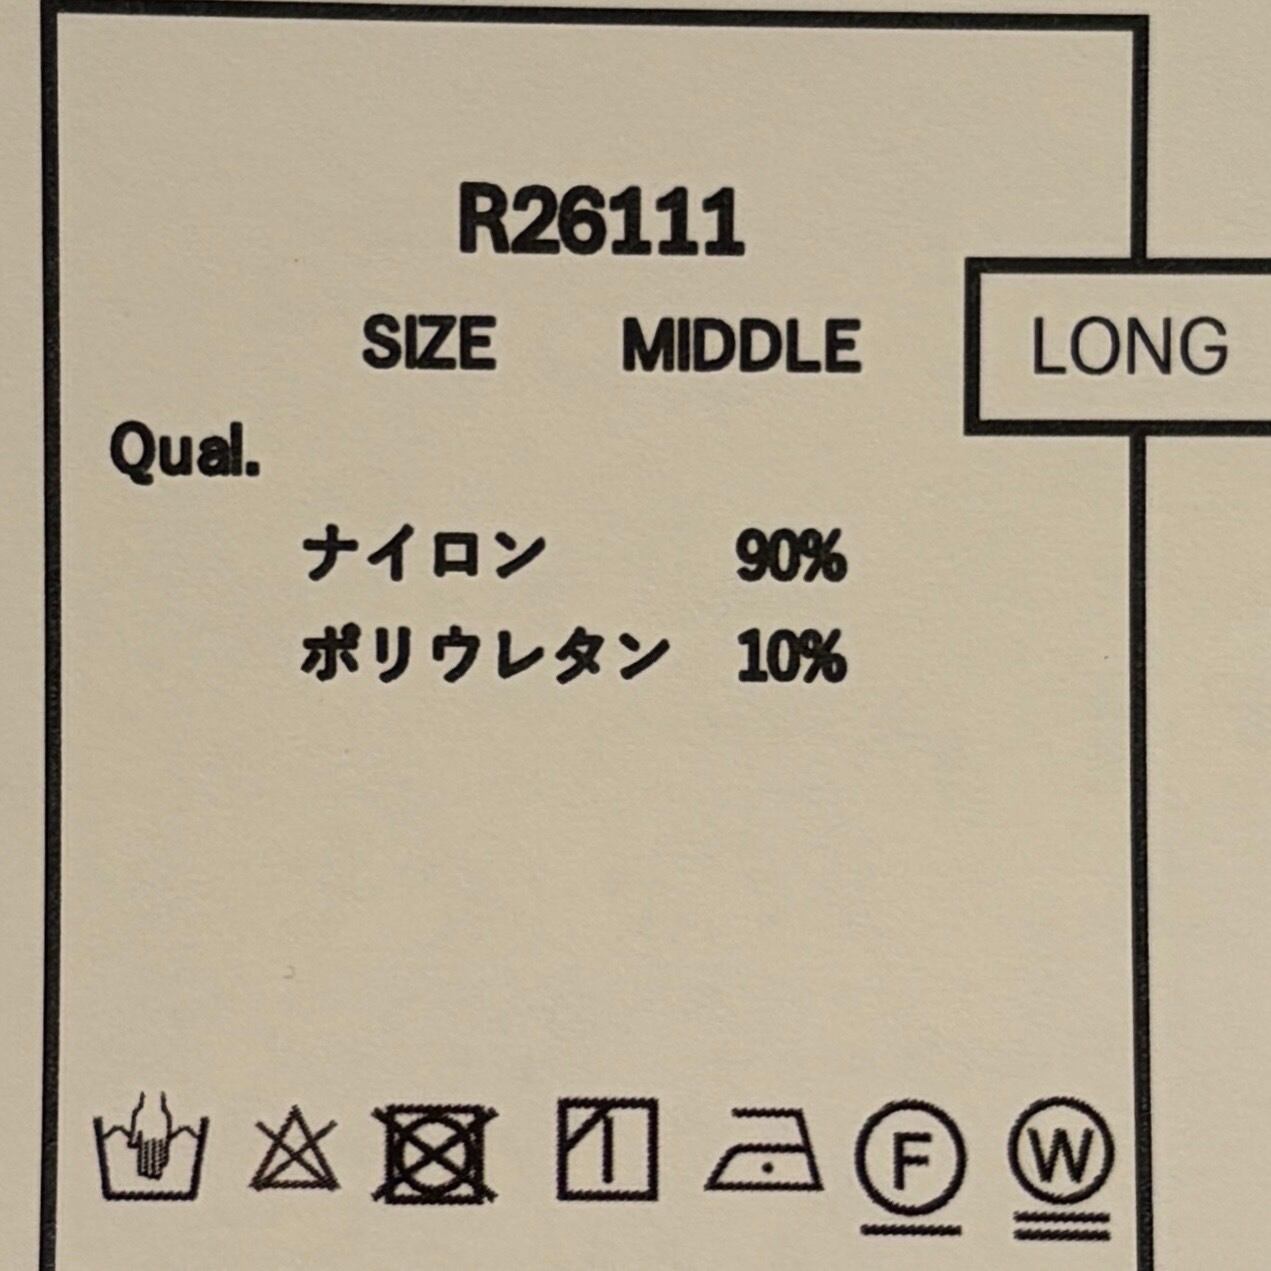 R26111
SIZE MIDDLE
LONG
Qual.
ナイロン 90%
ポリウレタン 10%
F W